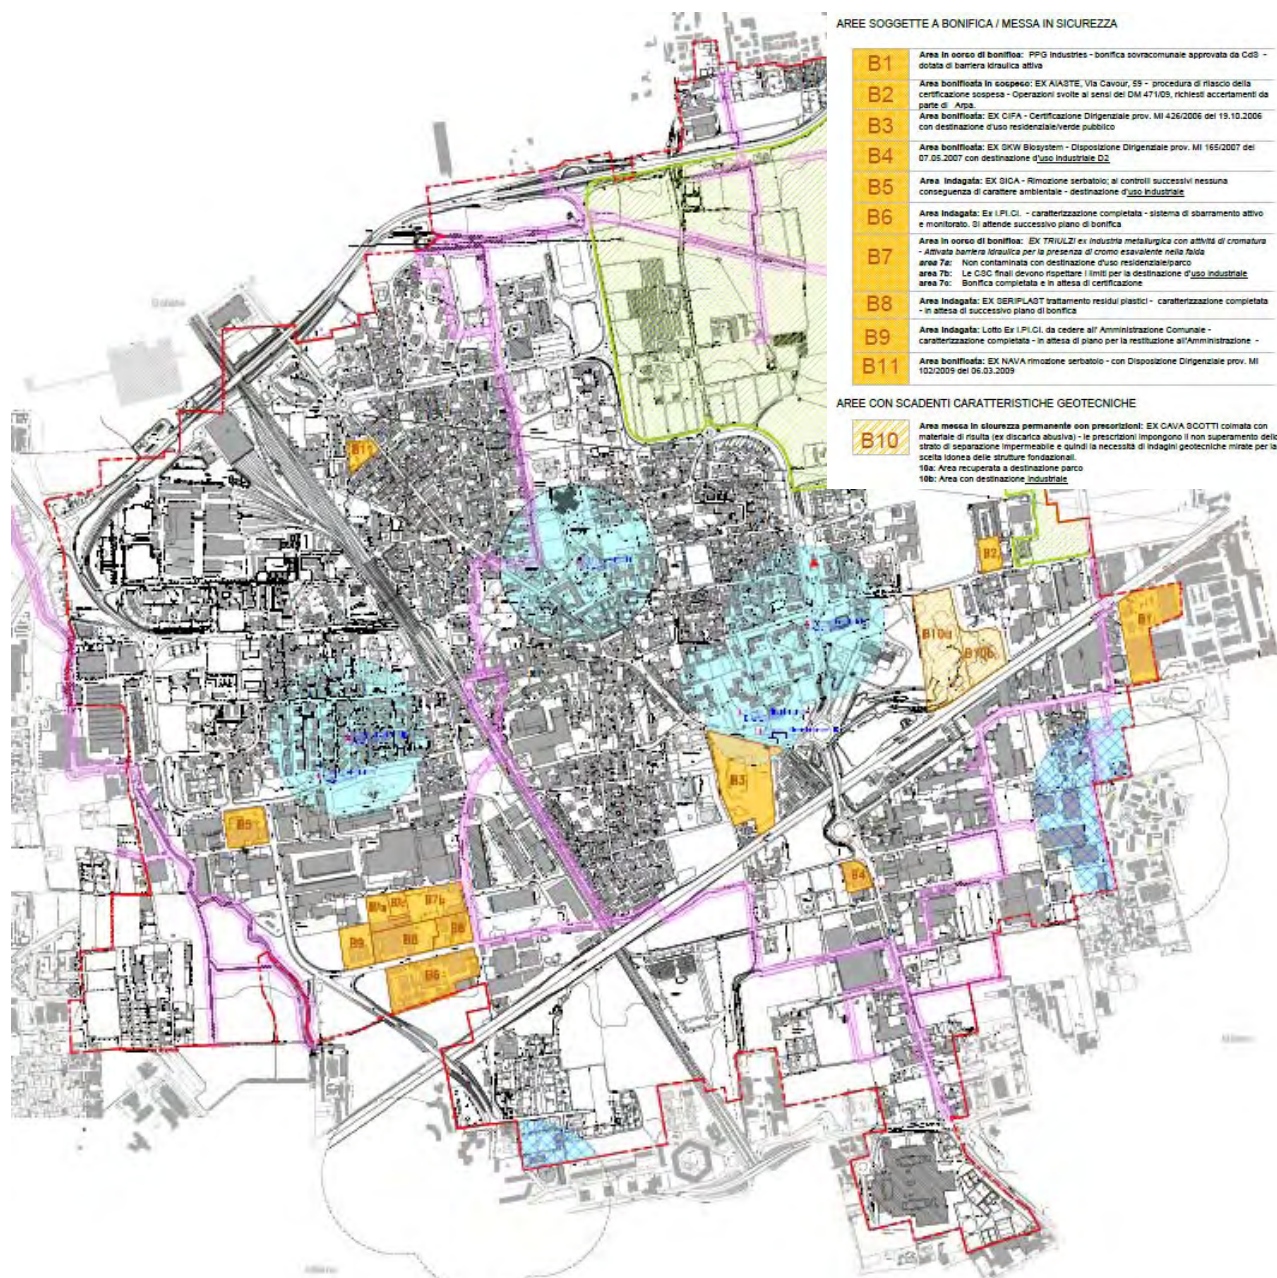 AREE SOGGETTE A BONIFICA / MESSA IN SICUREZZA
B1
Area in corso di bonifica: PPG Industries - bonifica sovracomunale approvata da CdS -
dotata di barriera idraulica attiva
B2
Area bonificata in sospeso: EX AIASTE, Via Cavour, 59 - procedura di rilascio della
certificazione sospesa - Operazioni svolte ai sensi del DM 471/09, richiesti accertamenti da
parte di Arpa.
B3
Area bonificata: EX CIFA - Certificazione Dirigenziale prov. MI 426/2006 del 19.10.2006
con destinazione d'uso residenziale/verde pubblico
B4
Area bonificata: EX SKW Biosystem - Disposizione Dirigenziale prov. MI 165/2007 del
07.05.2007 con destinazione d'uso industriale D2
B5
Area indagata: EX SICA - Rimozione serbatoio; ai controlli successivi nessuna
conseguenza di carattere ambientale - destinazione d'uso industriale
B6
Area indagata: Ex I.PI.CI. - caratterizzazione completata - sistema di sbarramento attivo
e monitorato. Si attende successivo piano di bonifica
B7
Area in corso di bonifica: EX TRIULZI ex industria metallurgica con attività di cromatura
- Attivata barriera idraulica per la presenza di cromo esavalente nella falda
area 7a: Non contaminata con destinazione d'uso residenziale/parco
area 7b: Le CSC finali devono rispettare i limiti per la destinazione d'uso industriale
area 7c: Bonifica completata e in attesa di certificazione
B8
Area indagata: EX SERIPLAST trattamento residui plastici - caratterizzazione completata
- in attesa di successivo piano di bonifica
B9
Area indagata: Lotto Ex I.PI.CI. da cedere all' Amministrazione Comunale -
caratterizzazione completata - in attesa di piano per la restituzione all'Amministrazione -
B11
Area bonificata: EX NAVA rimozione serbatoio - con Disposizione Dirigenziale prov. MI
102/2009 del 06.03.2009
AREE CON SCADENTI CARATTERISTICHE GEOTECNICHE
B10
Area messa in sicurezza permanente con prescrizioni: EX CAVA SCOTTI colmata con
materiale di risulta (ex discarica abusiva) - le prescrizioni impongono il non superamento dello
strato di separazione impermeabile e quindi la necessità di indagini geotecniche mirate per la
scelta idonea delle strutture fondazionali.
10a: Area recuperata a destinazione parco
10b: Area con destinazione industriale
B11
B2
B1
B10a
B10b
B3
B5
B4
B7a
B7c
B7b
B9
B8
B8
B6
Milano
Milano